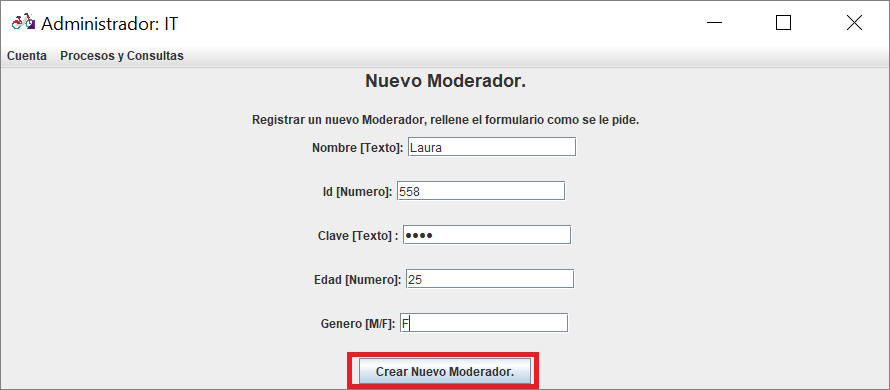 Administrador: IT
Cuenta Procesos y Consultas
Nuevo Moderador.
Registrar un nuevo Moderador, rellene el formulario como se le pide.
Nombre [Texto]: Laura
Id [Numero]: 558
Clave [Texto] : ••••
Edad [Numero]: 25
Genero [M/F]: F
Crear Nuevo Moderador.